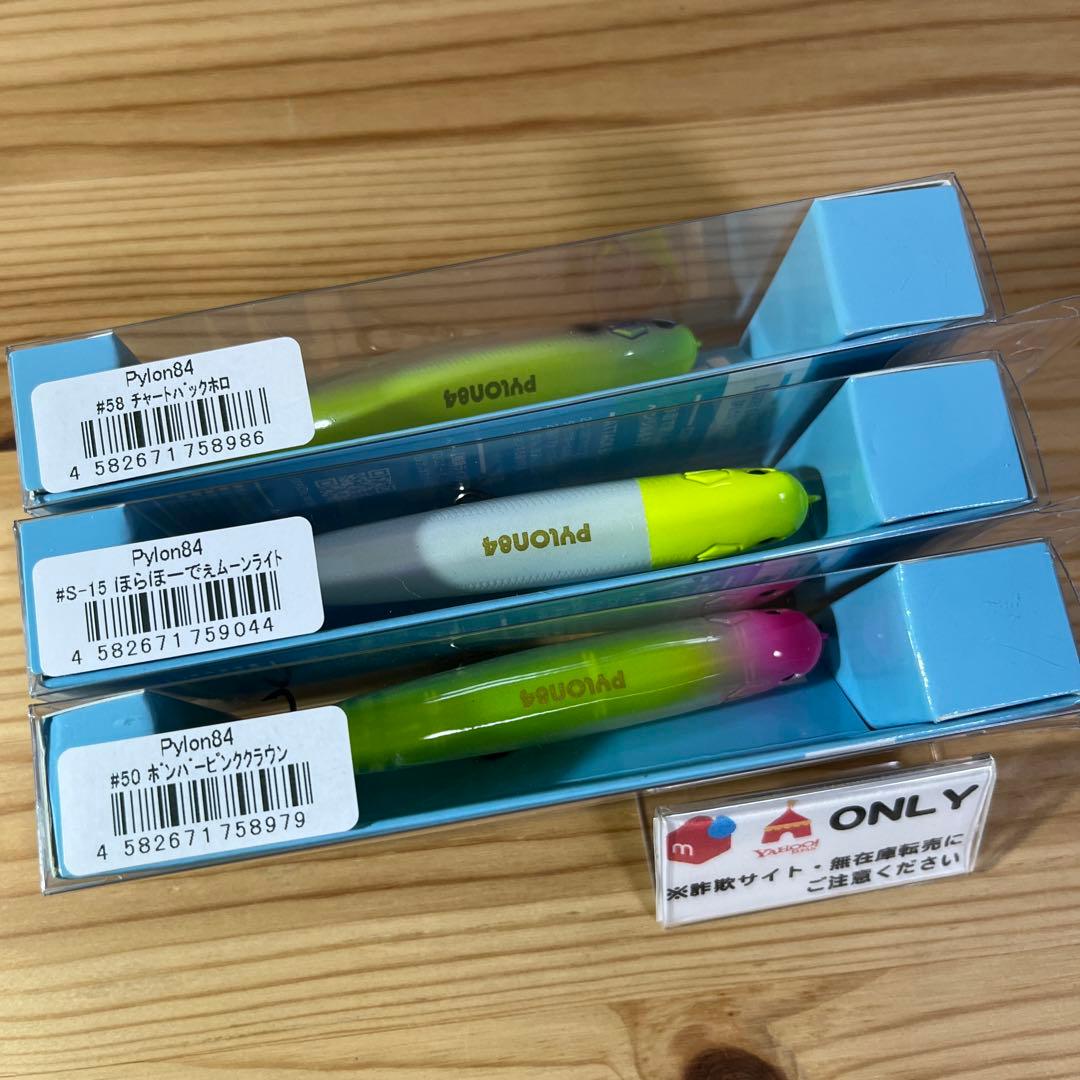 Pylon84
#58 チャートバックホロ
4 582671 758986
PYLON84
Pylon84
#S-15 ほらほーでぇムーンライト
4 582671 759044
PYLON84
Pylon84
#50 ボンバーピンククラウン
4 582671 758979
PYLON84
m YAHOO! JAPAN ONLY
※詐欺サイト・無在庫転売に
ご注意ください